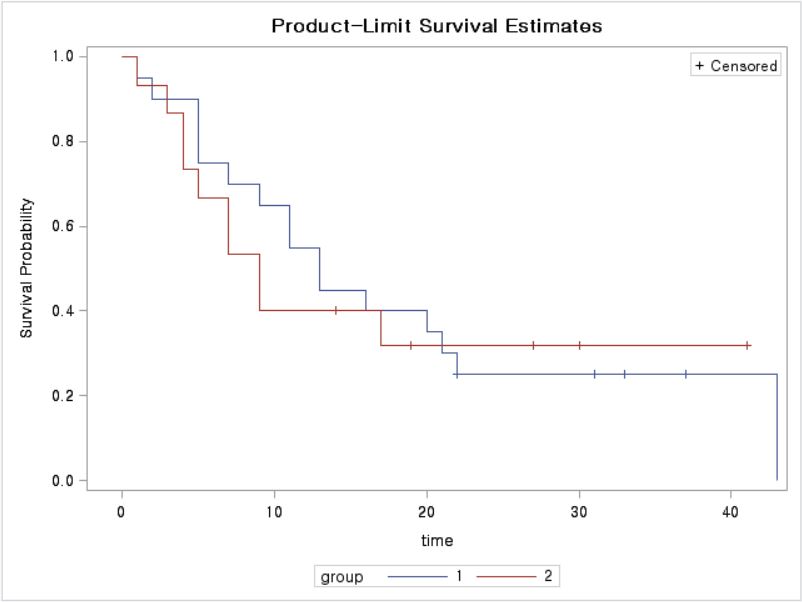 Product-Limit Survival Estimates
+ Censored
1.0
0.8
0.6
0.4
0.2
0.0
Survival Probability
0 10 20 30 40
time
group 1 2